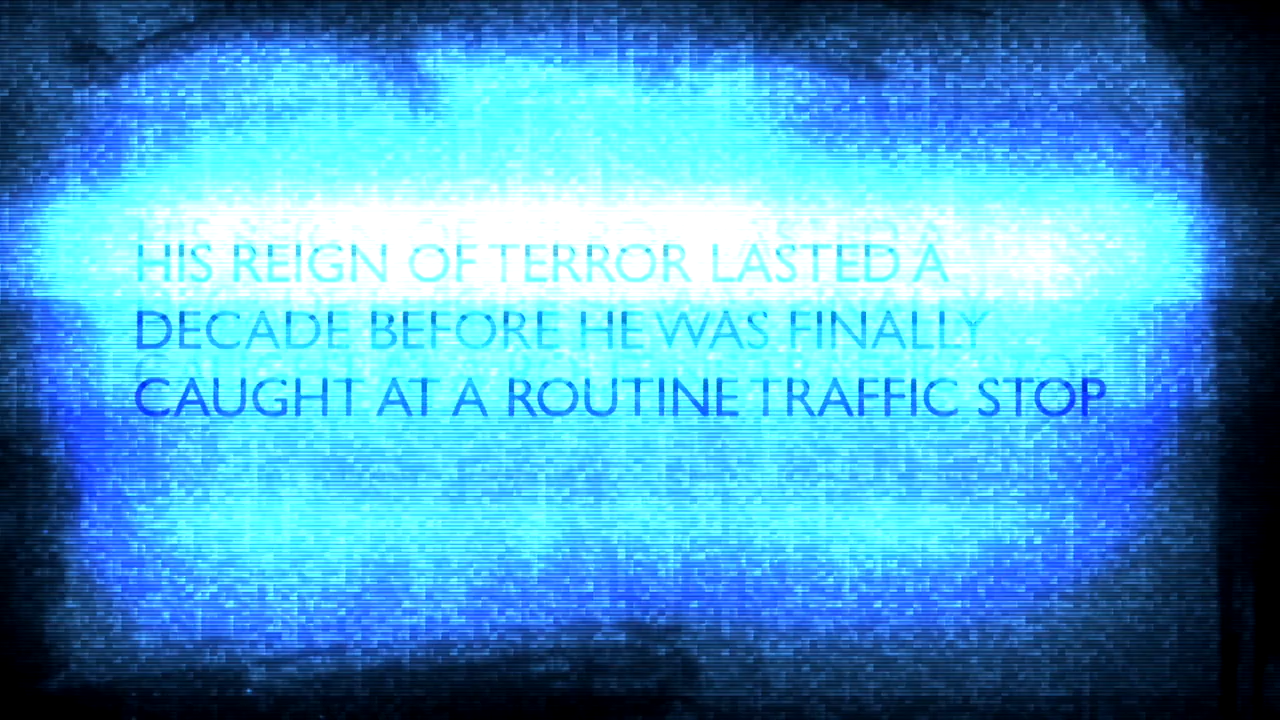 HIS REIGN OF TERROR LASTED A
DECADE BEFORE HE WAS FINALLY
CAUGHT AT A ROUTINE TRAFFIC STOP